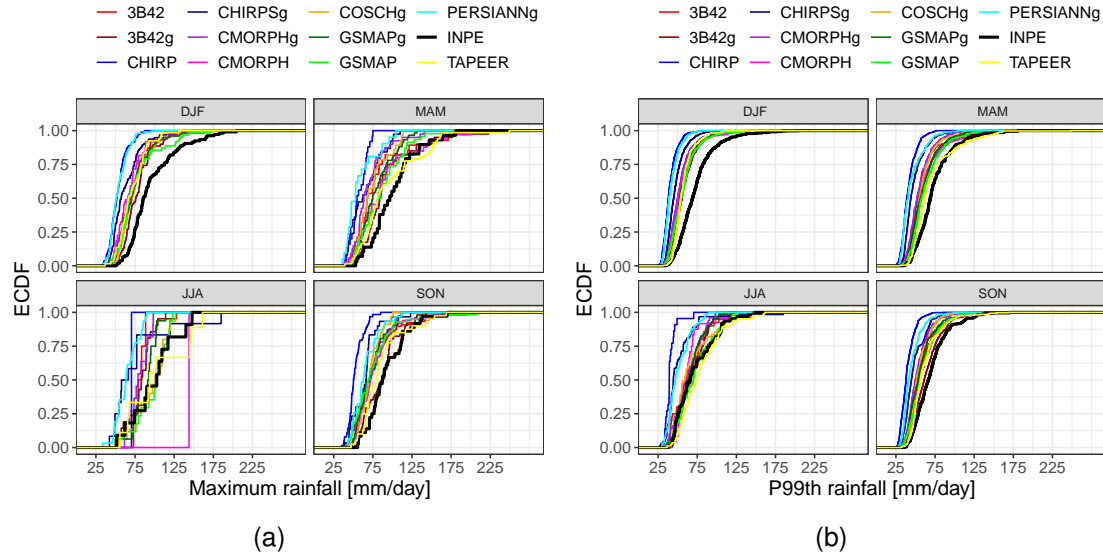 3B42 CHIRPSg COSCHg PERSIANNg
3B42g CMORPHg GSMAPg INPE
CHIRP CMORPH GSMAP TAPEER
DJF MAM
1.00
0.75
0.50
0.25
0.00
JJA SON
1.00
0.75
0.50
0.25
0.00
ECDF
25 75 125 175 225 25 75 125 175 225
Maximum rainfall [mm/day]
(a)
3B42 CHIRPSg COSCHg PERSIANNg
3B42g CMORPHg GSMAPg INPE
CHIRP CMORPH GSMAP TAPEER
DJF MAM
1.00
0.75
0.50
0.25
0.00
JJA SON
1.00
0.75
0.50
0.25
0.00
ECDF
25 75 125 175 225 25 75 125 175 225
P99th rainfall [mm/day]
(b)